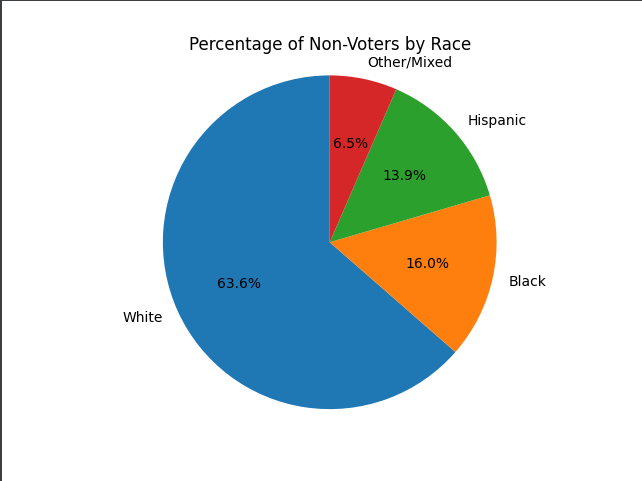 Percentage of Non-Voters by Race
Other/Mixed
Hispanic
6.5%
13.9%
16.0%
Black
63.6%
White